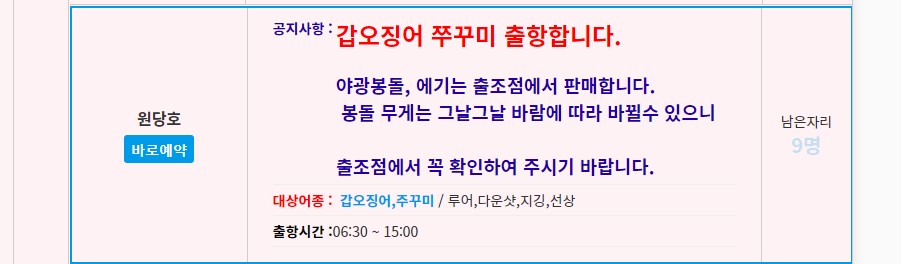 공지사항 : 갑오징어 쭈꾸미 출항합니다.
야광봉돌, 에기는 출조점에서 판매합니다.
봉돌 무게는 그날그날 바람에 따라 바뀔수 있으니
원당호
바로예약
출조점에서 꼭 확인하여 주시기 바랍니다.
대상어종 : 갑오징어,주꾸미 / 루어,다운샷,지깅,선상
출항시간 :06:30 ~ 15:00
남은자리
9명